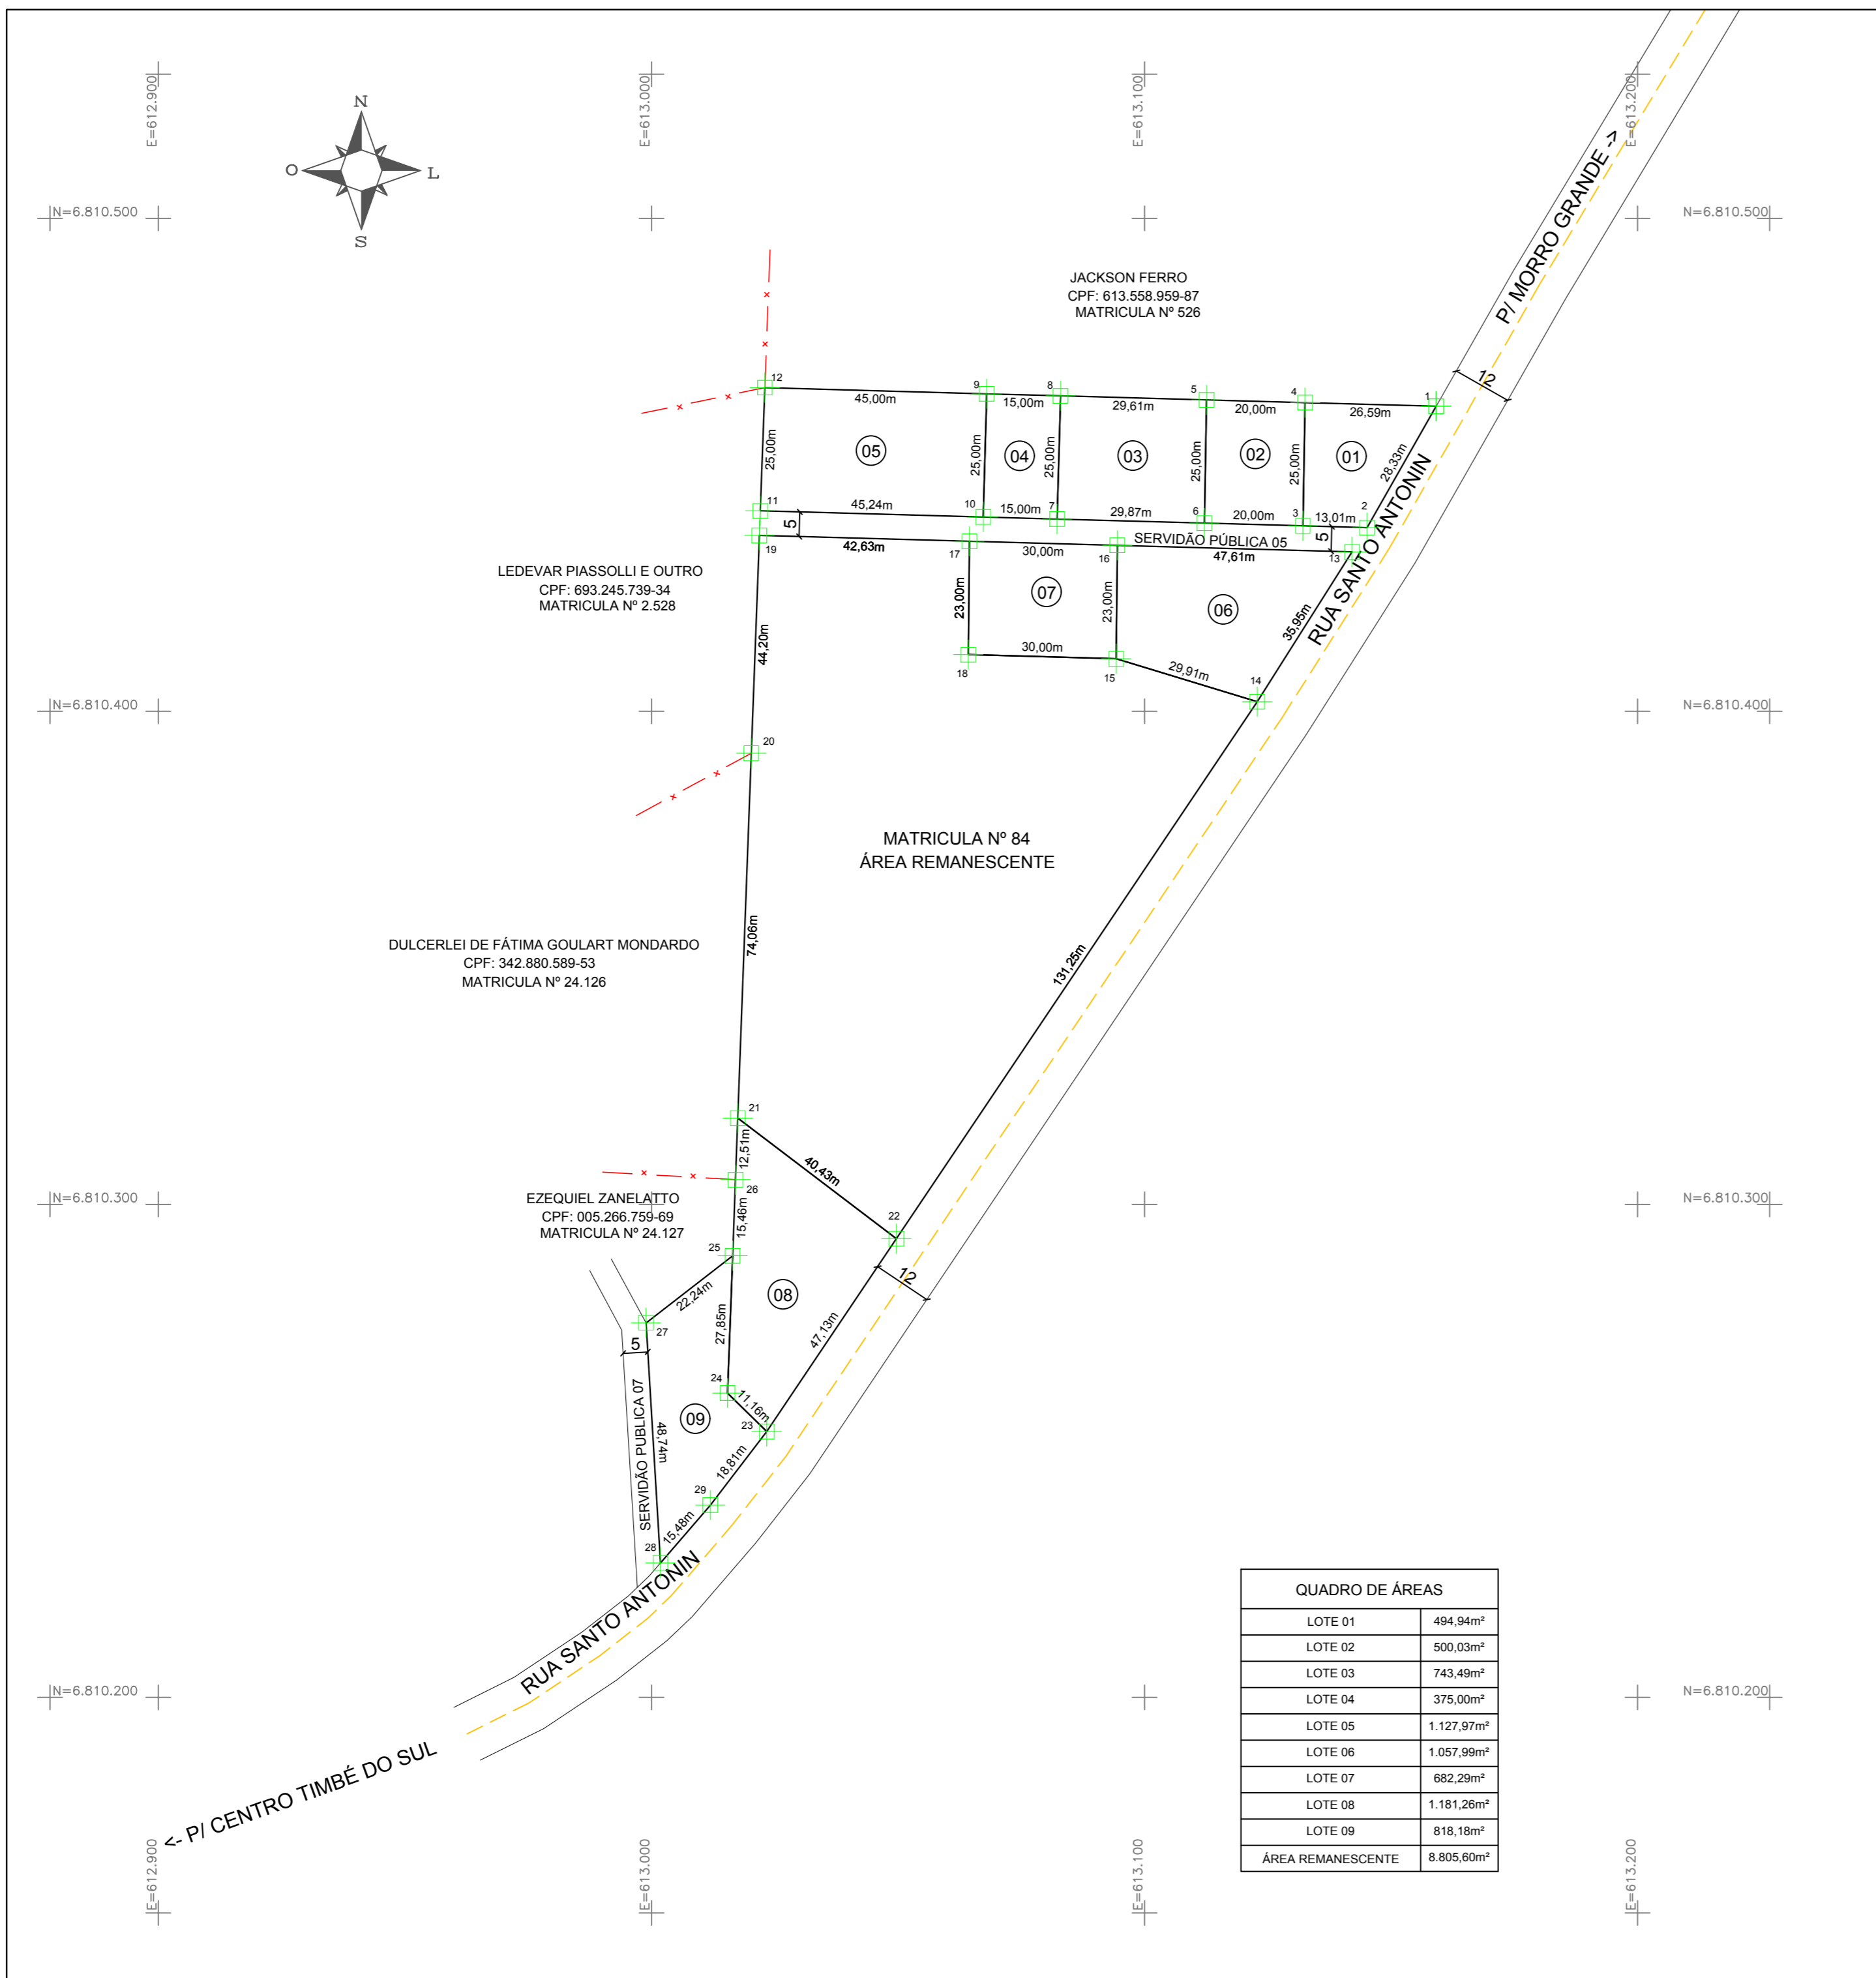 E=612.900
E=613.000
E=613.100
E=613.200
N
O
L
S
N=6.810.500
N=6.810.500
P/ MORRO GRANDE ->
JACKSON FERRO
CPF: 613.558.959-87
MATRICULA Nº 526
12
12
9
8
5
4
1
45,00m
15,00m
29,61m
20,00m
26,59m
25,00m
05
25,00m
04
25,00m
03
25,00m
02
25,00m
01
28,33m
RUA SANTO ANTONIN
11
45,24m
10
15,00m
7
29,87m
6
20,00m
3
13,01m
2
5
SERVIDÃO PÚBLICA 05
5
19
42,63m
17
30,00m
16
47,61m
13
LEDEVAR PIASSOLLI E OUTRO
CPF: 693.245.739-34
MATRICULA Nº 2.528
23,00m
07
23,00m
06
35,95m
44,20m
30,00m
29,91m
18
15
14
N=6.810.400
N=6.810.400
20
MATRICULA Nº 84
ÁREA REMANESCENTE
74,06m
131,25m
DULCERLEI DE FÁTIMA GOULART MONDARDO
CPF: 342.880.589-53
MATRICULA Nº 24.126
21
12,51m
40,43m
26
N=6.810.300
N=6.810.300
EZEQUIEL ZANELATTO
CPF: 005.266.759-69
MATRICULA Nº 24.127
15,46m
22
25
12
22,24m
08
27
5
27,85m
47,13m
24
11,16m
23
SERVIDÃO PUBLICA 07
48,74m
09
18,81m
29
15,48m
28
RUA SANTO ANTONIN
N=6.810.200
N=6.810.200
<- P/ CENTRO TIMBÉ DO SUL
QUADRO DE ÁREAS
LOTE 01 494,94m²
LOTE 02 500,03m²
LOTE 03 743,49m²
LOTE 04 375,00m²
LOTE 05 1.127,97m²
LOTE 06 1.057,99m²
LOTE 07 682,29m²
LOTE 08 1.181,26m²
LOTE 09 818,18m²
ÁREA REMANESCENTE 8.805,60m²
E=612.900
E=613.000
E=613.100
E=613.200